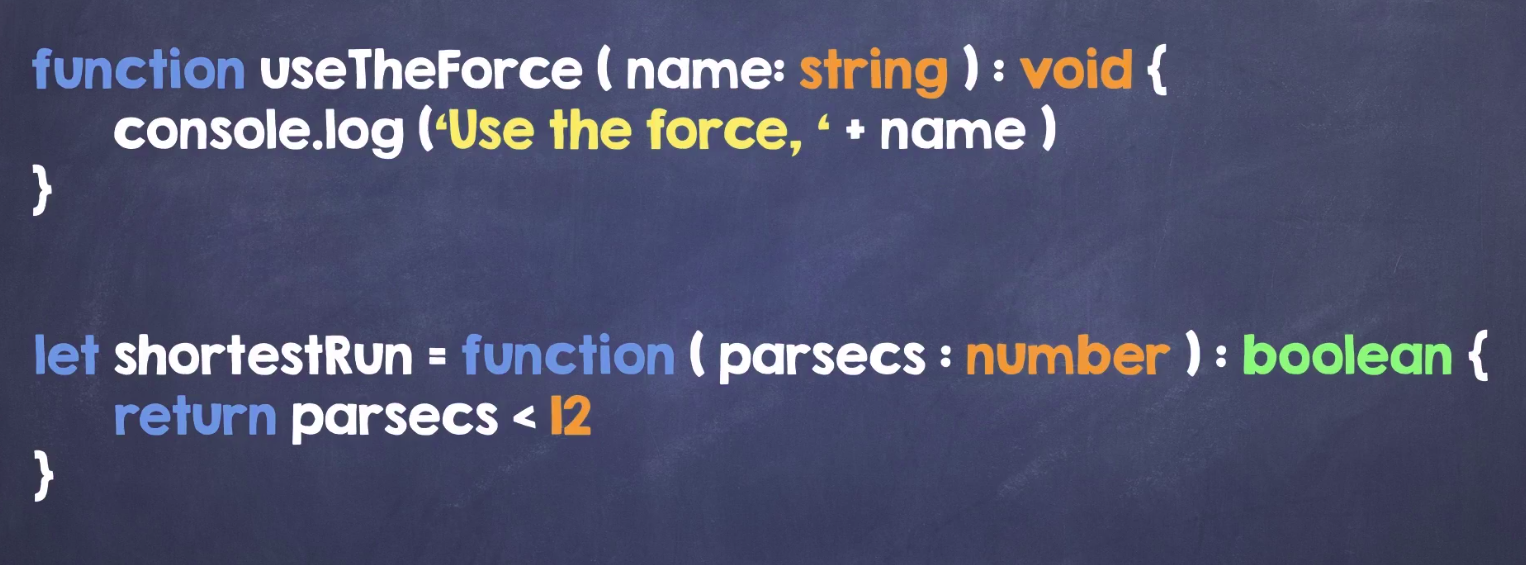 function useTheForce ( name: string ) : void {
console.log (‘Use the force, ‘ + name )
}
let shortestRun = function ( parsecs : number ) : boolean {
return parsecs < 12
}